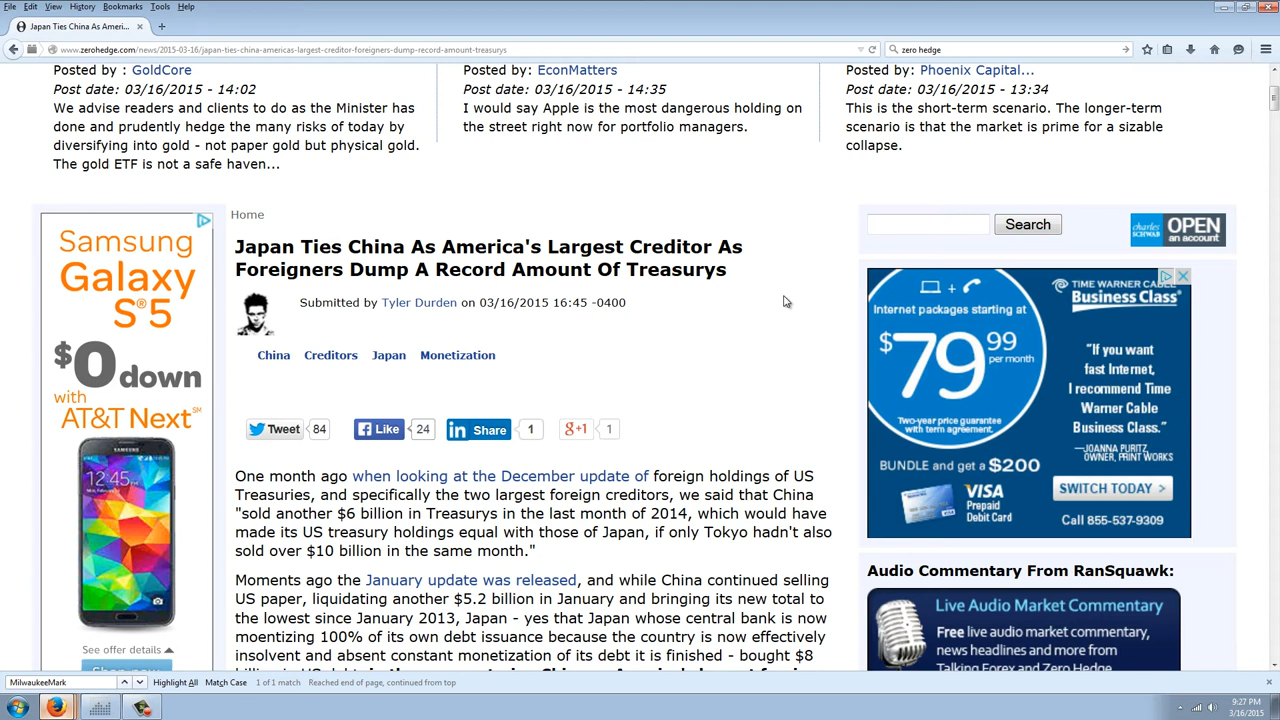 File Edit View History Bookmarks Tools Help
Japan Ties China As Ameri...
www.zerohedge.com/news/2015-03-16/japan-ties-china-americas-largest-creditor-foreigners-dump-record-amount-treasurys
zero hedge
Posted by : GoldCore
Post date: 03/16/2015 - 14:02
We advise readers and clients to do as the Minister has
done and prudently hedge the many risks of today by
diversifying into gold - not paper gold but physical gold.
The gold ETF is not a safe haven...
Posted by: EconMatters
Post date: 03/16/2015 - 14:35
I would say Apple is the most dangerous holding on
the street right now for portfolio managers.
Posted by: Phoenix Capital...
Post date: 03/16/2015 - 13:34
This is the short-term scenario. The longer-term
scenario is that the market is prime for a sizable
collapse.
Samsung
Galaxy
S®5
$0 down
with
AT&T Next℠
12:45
See offer details
Home
Japan Ties China As America's Largest Creditor As
Foreigners Dump A Record Amount Of Treasurys
Submitted by Tyler Durden on 03/16/2015 16:45 -0400
China Creditors Japan Monetization
Tweet 84 Like 24 Share 1 g+1 1
One month ago when looking at the December update of foreign holdings of US
Treasuries, and specifically the two largest foreign creditors, we said that China
"sold another $6 billion in Treasurys in the last month of 2014, which would have
made its US treasury holdings equal with those of Japan, if only Tokyo hadn't also
sold over $10 billion in the same month."
Moments ago the January update was released, and while China continued selling
US paper, liquidating another $5.2 billion in January and bringing its new total to
the lowest since January 2013, Japan - yes that Japan whose central bank is now
moentizing 100% of its own debt issuance because the country is now effectively
insolvent and absent constant monetization of its debt it is finished - bought $8
Search
charles
SCHWAB
OPEN
an account
Internet packages starting at
$79.99
per month
Two-year price guarantee
with term agreement.
BUNDLE and get a $200
VISA
Prepaid
Debit Card
TIME WARNER CABLE
Business Class®
"If you want
fast Internet,
I recommend Time
Warner Cable
Business Class."
—JOANNA PURITZ,
OWNER, PRINT WORKS
SWITCH TODAY >
Call 855-537-9309
Audio Commentary From RanSquawk:
Live Audio Market Commentary
Free live audio market commentary,
news headlines and more from
Talking Forex and Zero Hedge
MilwaukeeMark
Highlight All Match Case 1 of 1 match Reached end of page, continued from top
9:27 PM
3/16/2015